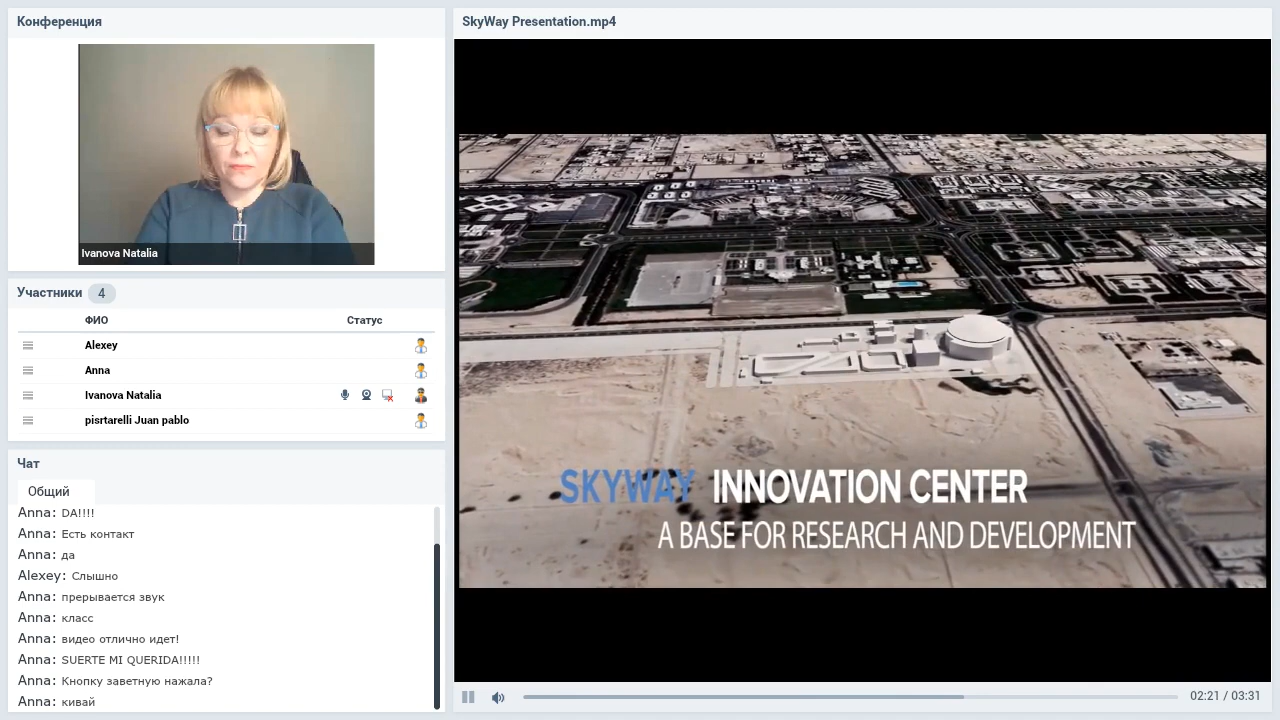 Конференция
Ivanova Natalia
Участники 4
ФИО Статус
Alexey
Anna
Ivanova Natalia
pisrtarelli Juan pablo
Чат
Общий
Anna: DA!!!!
Anna: Есть контакт
Anna: да
Alexey: Слышно
Anna: прерывается звук
Anna: класс
Anna: видео отлично идет!
Anna: SUERTE MI QUERIDA!!!!!
Anna: Кнопку заветную нажала?
Anna: кивай
SkyWay Presentation.mp4
SKYWAY INNOVATION CENTER
A BASE FOR RESEARCH AND DEVELOPMENT
02:21 / 03:31